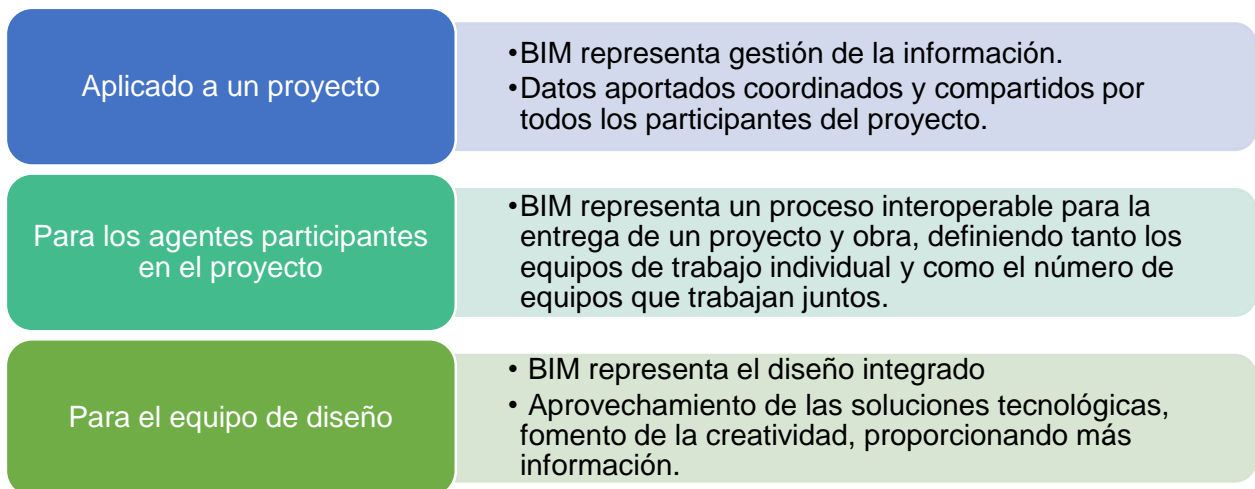 Aplicado a un proyecto
•BIM representa gestión de la información.
•Datos aportados coordinados y compartidos por
todos los participantes del proyecto.
Para los agentes participantes
en el proyecto
•BIM representa un proceso interoperable para la
entrega de un proyecto y obra, definiendo tanto los
equipos de trabajo individual y como el número de
equipos que trabajan juntos.
Para el equipo de diseño
• BIM representa el diseño integrado
• Aprovechamiento de las soluciones tecnológicas,
fomento de la creatividad, proporcionando más
información.